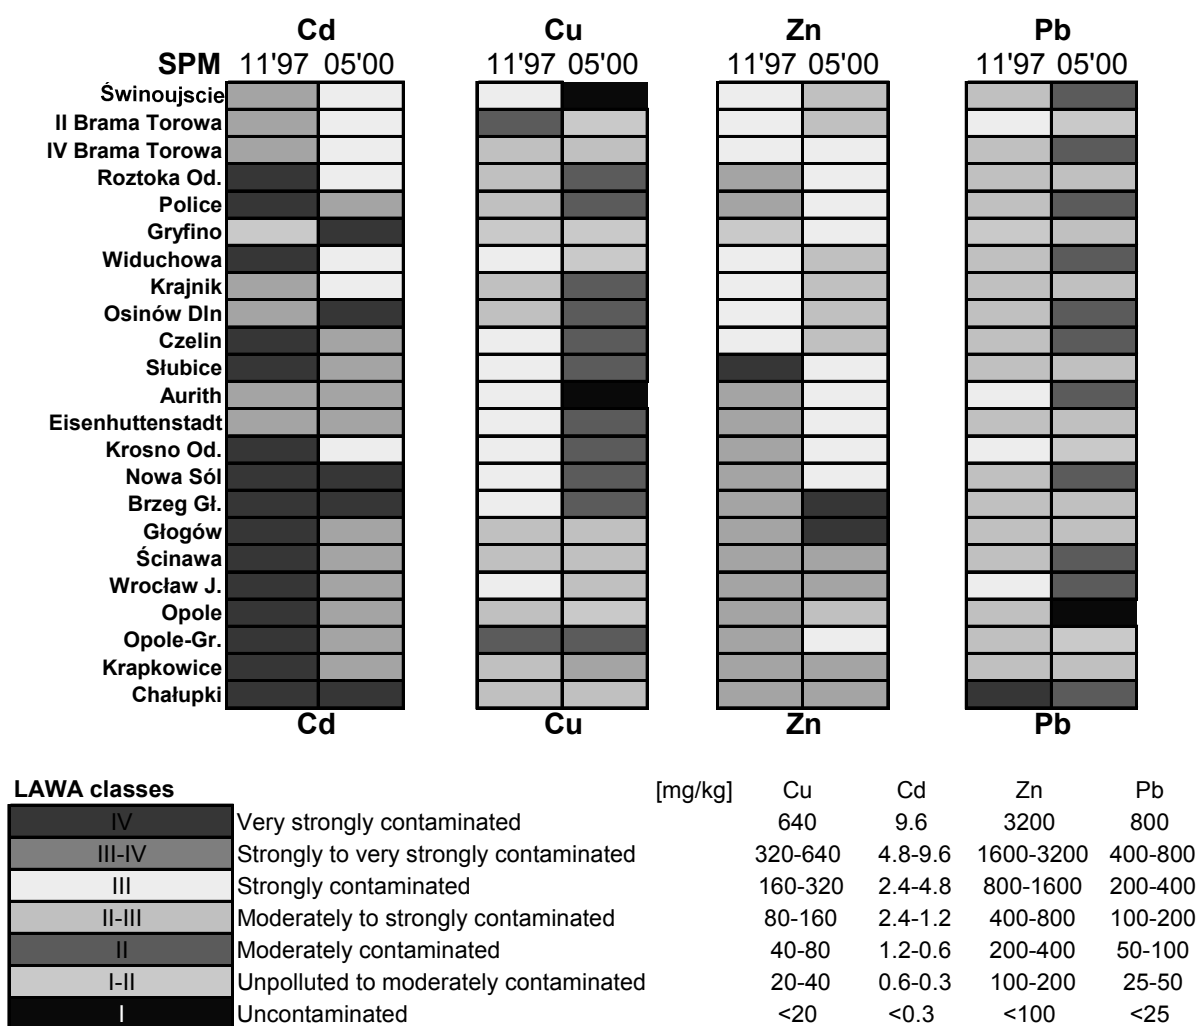 Cd Cu Zn Pb
SPM 11'97 05'00 11'97 05'00 11'97 05'00 11'97 05'00
Świnoujscie
II Brama Torowa
IV Brama Torowa
Roztoka Od.
Police
Gryfino
Widuchowa
Krajnik
Osinów Dln
Czelin
Słubice
Aurith
Eisenhuttenstadt
Krosno Od.
Nowa Sól
Brzeg Gł.
Głogów
Ścinawa
Wrocław J.
Opole
Opole-Gr.
Krapkowice
Chałupki
Cd Cu Zn Pb
LAWA classes [mg/kg] Cu Cd Zn Pb
IV Very strongly contaminated 640 9.6 3200 800
III-IV Strongly to very strongly contaminated 320-640 4.8-9.6 1600-3200 400-800
III Strongly contaminated 160-320 2.4-4.8 800-1600 200-400
II-III Moderately to strongly contaminated 80-160 2.4-1.2 400-800 100-200
II Moderately contaminated 40-80 1.2-0.6 200-400 50-100
I-II Unpolluted to moderately contaminated 20-40 0.6-0.3 100-200 25-50
I Uncontaminated <20 <0.3 <100 <25